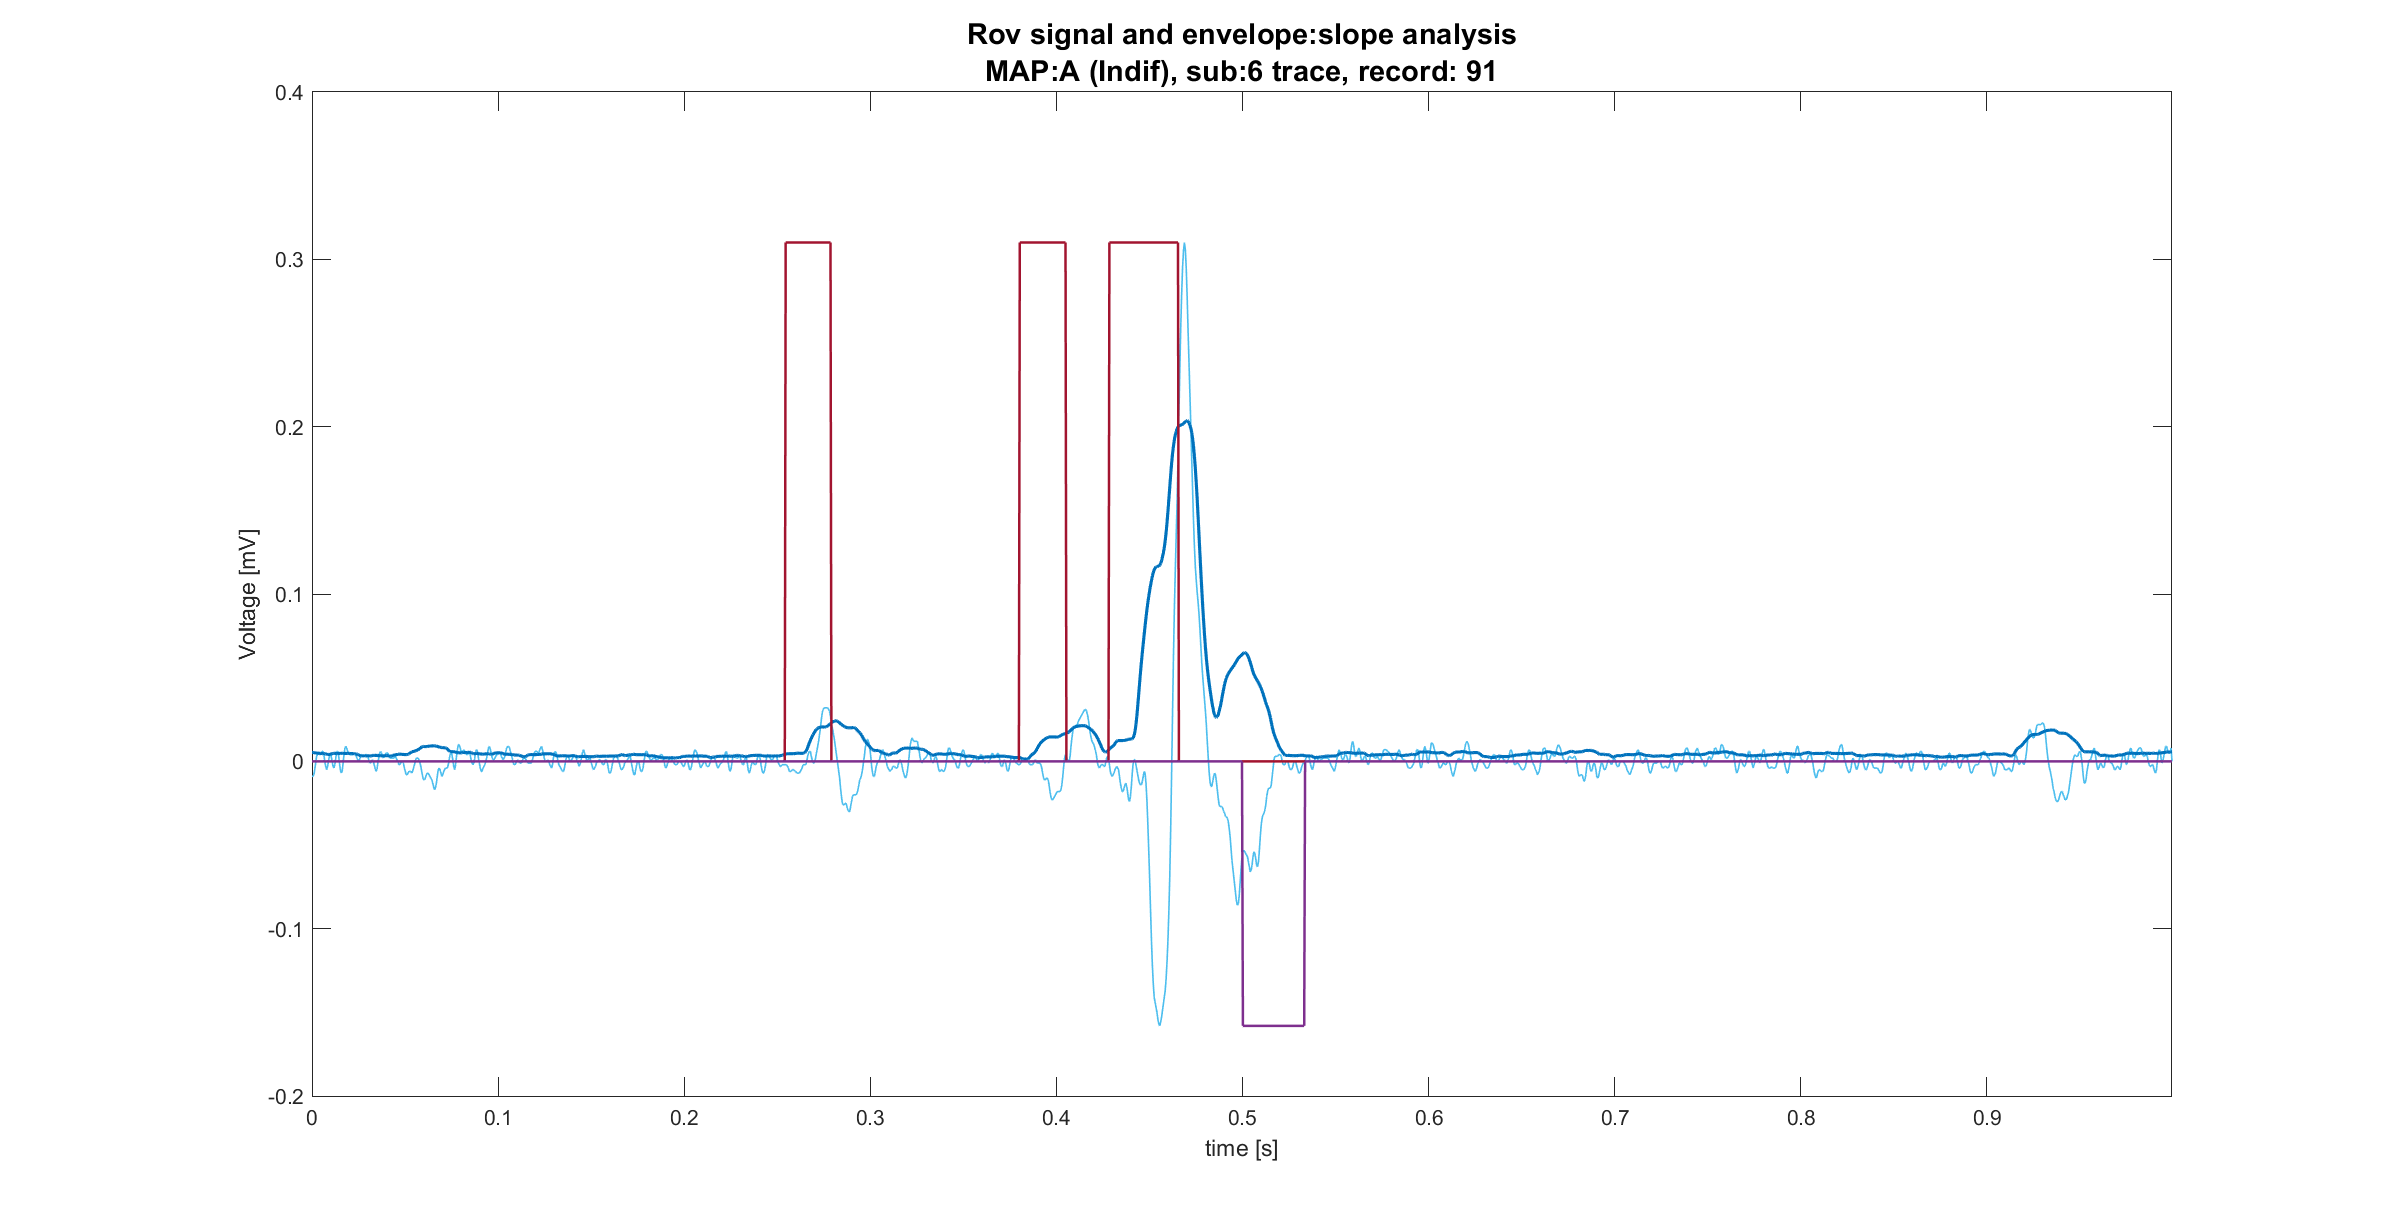 Rov signal and envelope:slope analysis
MAP:A (Indif), sub:6 trace, record: 91
0.4
0.3
0.2
0.1
0
-0.1
-0.2
Voltage [mV]
0 0.1 0.2 0.3 0.4 0.5 0.6 0.7 0.8 0.9
time [s]